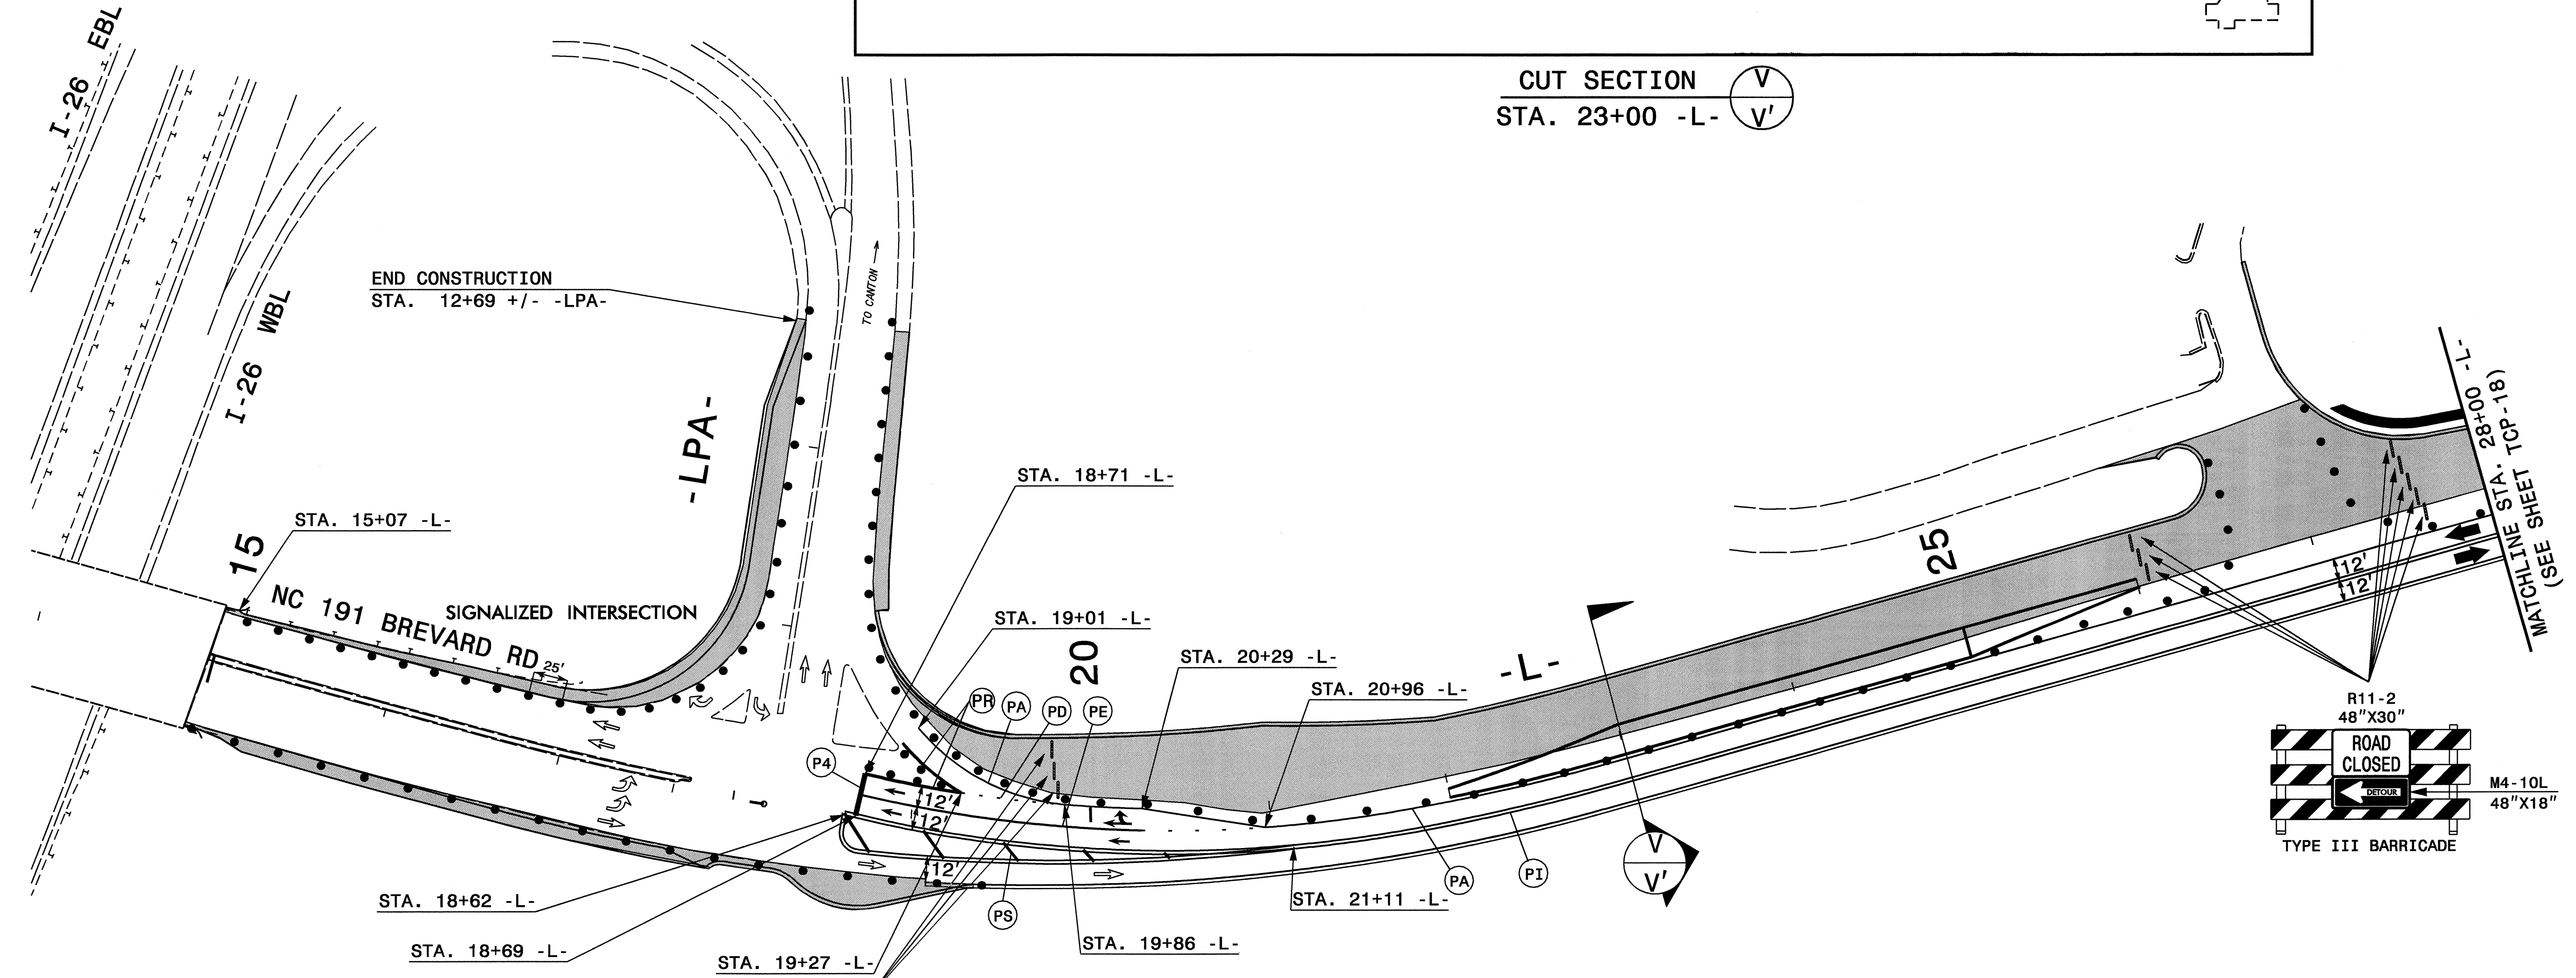 CUT SECTION
STA. 23+00 -L-
V
V'
I-26 EBL
I-26 WBL
END CONSTRUCTION
STA. 12+69 +/- -LPA-
TO CANTON
-LPA-
STA. 15+07 -L-
15
NC 191 BREVARD RD
SIGNALIZED INTERSECTION
25'
STA. 18+71 -L-
STA. 19+01 -L-
20
STA. 20+29 -L-
STA. 20+96 -L-
-L-
25
PR
PA
PD
PE
P4
12'
12'
12'
PS
PA
PI
V
V'
STA. 18+62 -L-
STA. 18+69 -L-
STA. 19+27 -L-
STA. 19+86 -L-
STA. 21+11 -L-
12'
12'
MATCHLINE STA. 28+00 -L-
(SEE SHEET TCP-18)
R11-2
48"X30"
ROAD
CLOSED
DETOUR
M4-10L
48"X18"
TYPE III BARRICADE